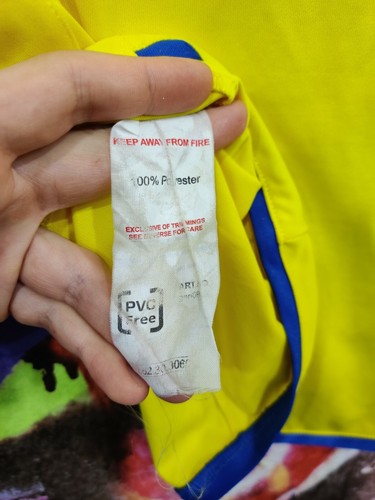 KEEP AWAY FROM FIRE
100% Polyester
EXCLUSIVE OF TRIMMINGS
SEE REVERSE FOR CARE
PVC
Free